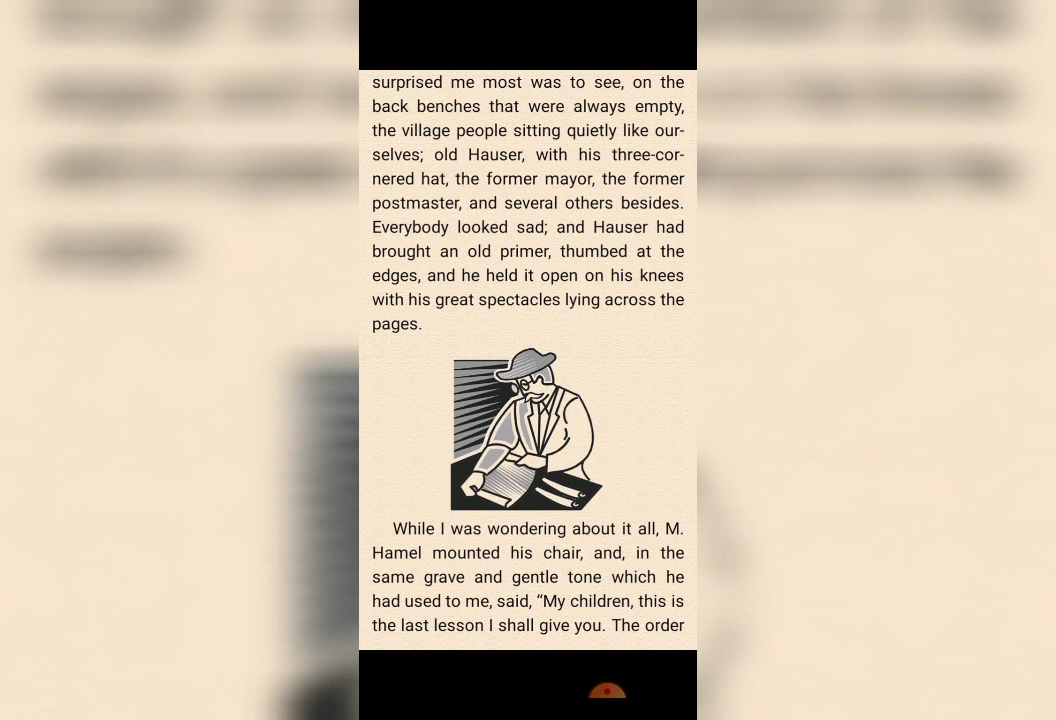 surprised me most was to see, on the
back benches that were always empty,
the village people sitting quietly like our-
selves; old Hauser, with his three-cor-
nered hat, the former mayor, the former
postmaster, and several others besides.
Everybody looked sad; and Hauser had
brought an old primer, thumbed at the
edges, and he held it open on his knees
with his great spectacles lying across the
pages.
While I was wondering about it all, M.
Hamel mounted his chair, and, in the
same grave and gentle tone which he
had used to me, said, “My children, this is
the last lesson I shall give you. The order